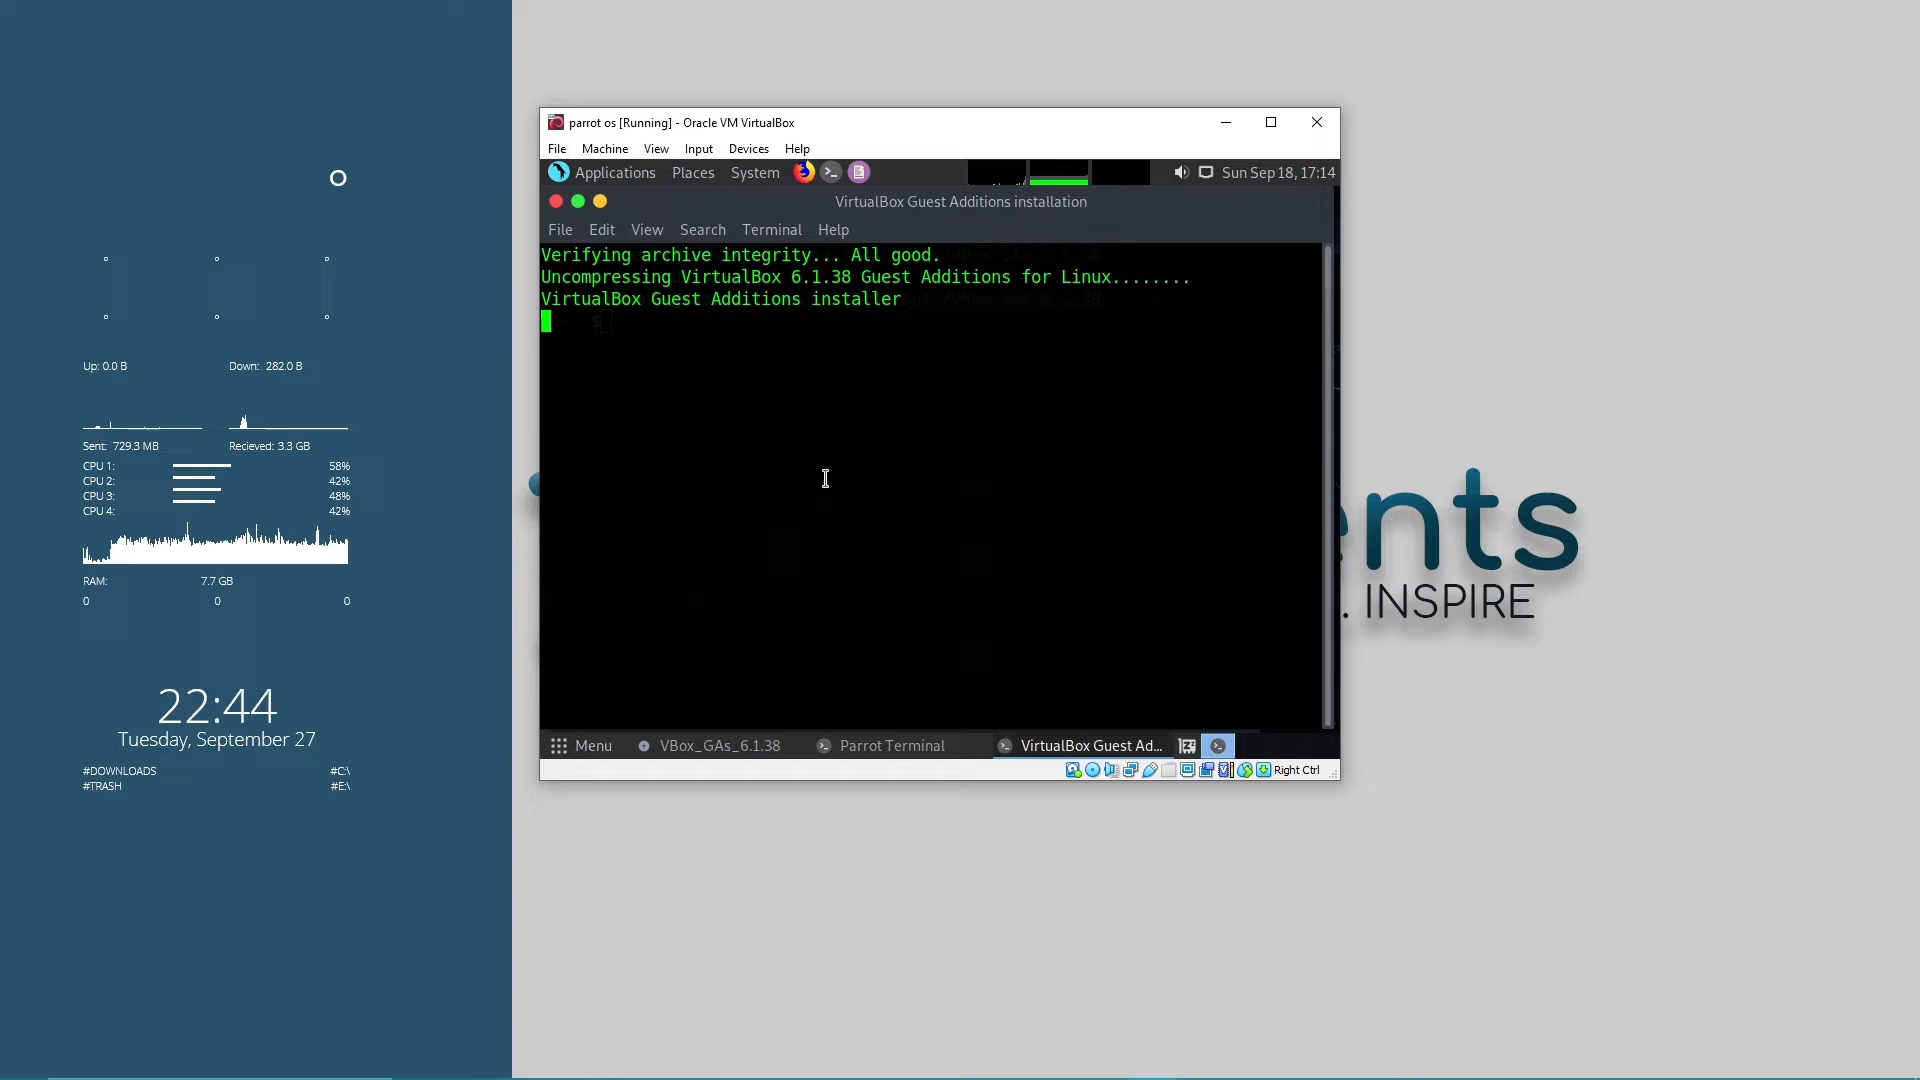 Up: 0.0 B
Down: 282.0 B
Sent: 729.3 MB
Recieved: 3.3 GB
CPU 1: 58%
CPU 2: 42%
CPU 3: 48%
CPU 4: 42%
RAM: 7.7 GB
0 0 0
22:44
Tuesday, September 27
#DOWNLOADS #C:\
#TRASH #E:\
parrot os [Running] - Oracle VM VirtualBox
File Machine View Input Devices Help
Applications Places System Sun Sep 18, 17:14
VirtualBox Guest Additions installation
File Edit View Search Terminal Help
Verifying archive integrity... All good.
Uncompressing VirtualBox 6.1.38 Guest Additions for Linux........
VirtualBox Guest Additions installer
Menu VBox_GAs_6.1.38 Parrot Terminal VirtualBox Guest Ad...
Right Ctrl
nts
. INSPIRE